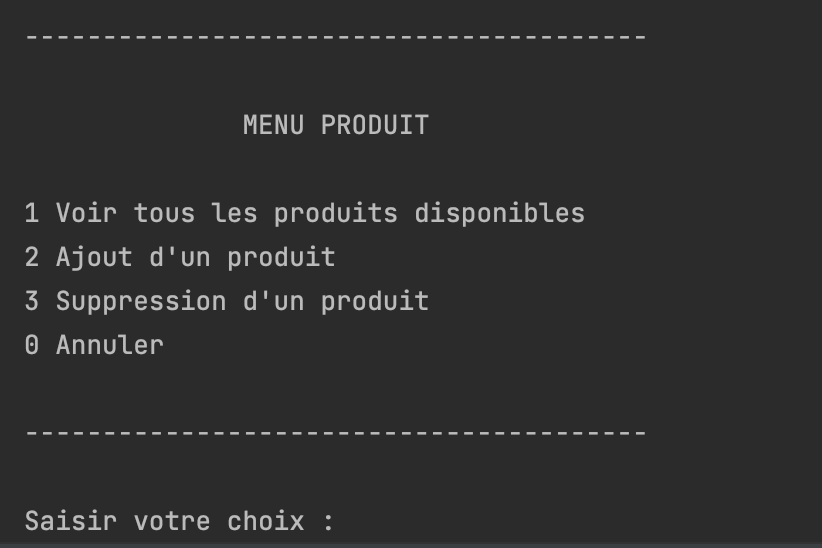 ----------------------------------------
MENU PRODUIT
1 Voir tous les produits disponibles
2 Ajout d'un produit
3 Suppression d'un produit
0 Annuler
----------------------------------------
Saisir votre choix :